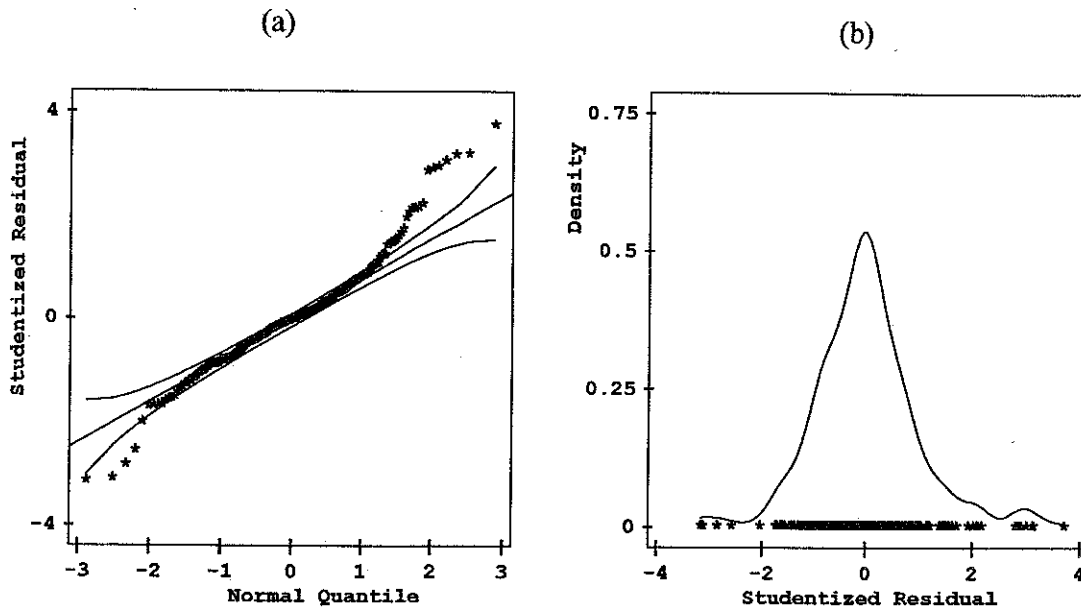 (a)
(b)
Studentized Residual
4
0
-4
-3 -2 -1 0 1 2 3
Normal Quantile
Density
0.75
0.5
0.25
0
-4 -2 0 2 4
Studentized Residual